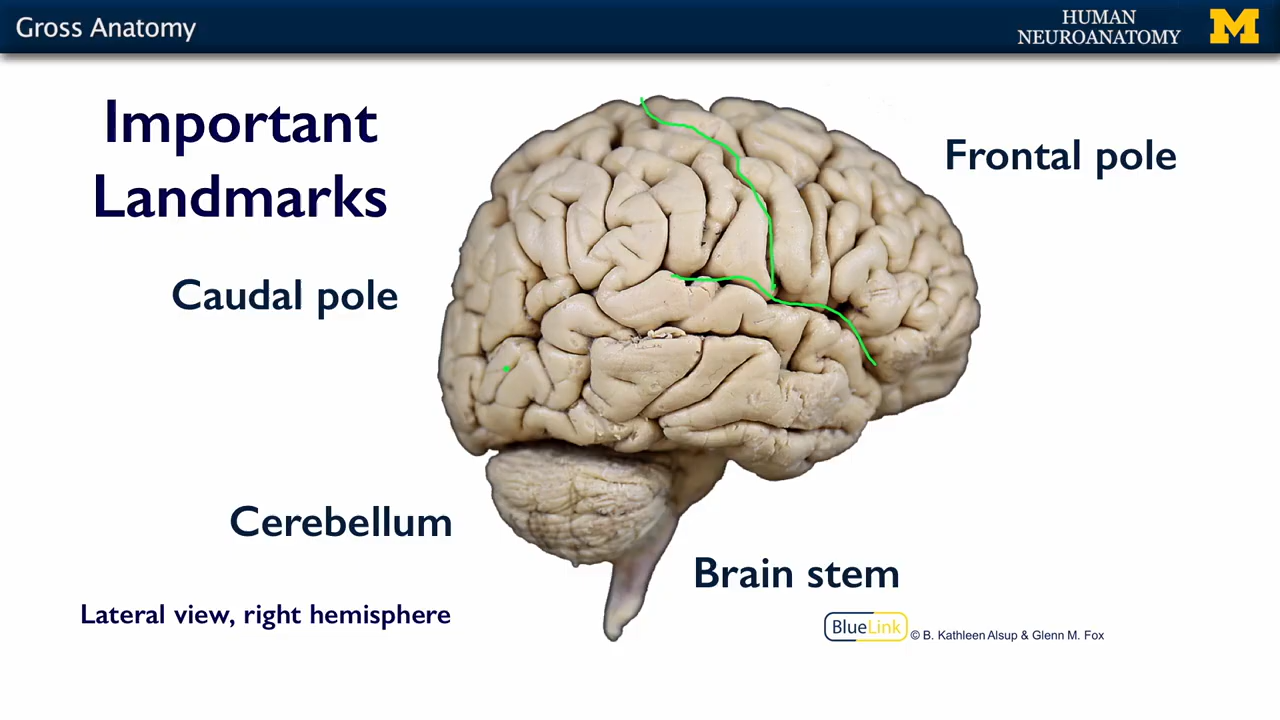 Gross Anatomy
HUMAN
NEUROANATOMY
M
Important
Landmarks
Frontal pole
Caudal pole
Cerebellum
Brain stem
Lateral view, right hemisphere
BlueLink © B. Kathleen Alsup & Glenn M. Fox